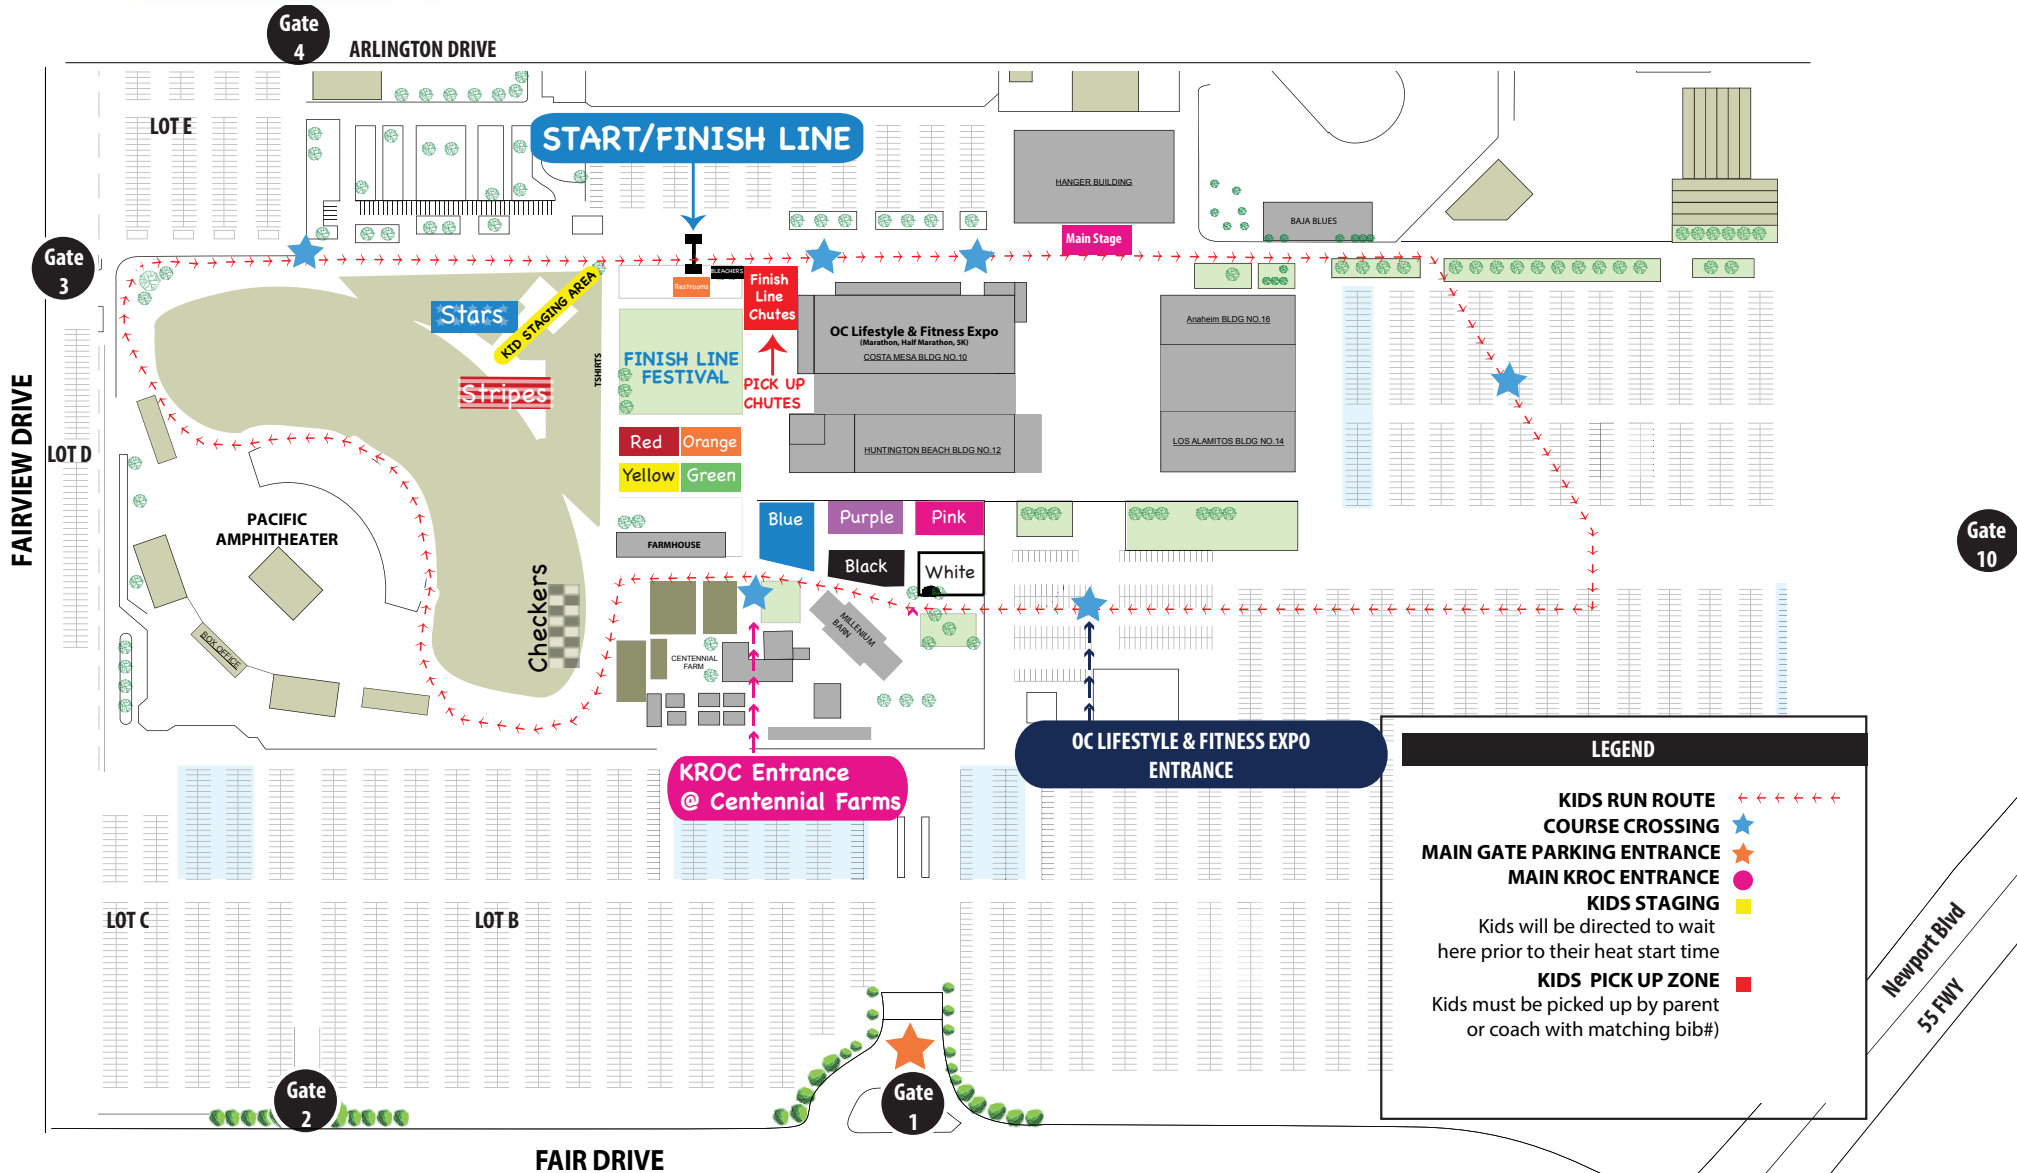 Gate
4
ARLINGTON DRIVE
LOT E
START/FINISH LINE
HANGER BUILDING
BAJA BLUES
Main Stage
Gate
3
BLEACHERS
Restrooms
Finish
Line
Chutes
Stars
KID STAGING AREA
OC Lifestyle & Fitness Expo
(Marathon, Half Marathon, 5K)
COSTA MESA BLDG NO.10
Anaheim BLDG NO.16
TSHIRTS
FINISH LINE
FESTIVAL
PICK UP
CHUTES
Stripes
FAIRVIEW DRIVE
LOT D
Red
Orange
Yellow
Green
HUNTINGTON BEACH BLDG NO.12
LOS ALAMITOS BLDG NO.14
PACIFIC
AMPHITHEATER
Blue
Purple
Pink
FARMHOUSE
Black
White
Gate
10
Checkers
BOX OFFICE
CENTENNIAL
FARM
MILLENIUM
BARN
KROC Entrance
@ Centennial Farms
OC LIFESTYLE & FITNESS EXPO
ENTRANCE
LEGEND
KIDS RUN ROUTE
COURSE CROSSING
MAIN GATE PARKING ENTRANCE
MAIN KROC ENTRANCE
KIDS STAGING
Kids will be directed to wait
here prior to their heat start time
KIDS PICK UP ZONE
Kids must be picked up by parent
or coach with matching bib#)
LOT C
LOT B
Newport Blvd
55 FWY
Gate
2
Gate
1
FAIR DRIVE